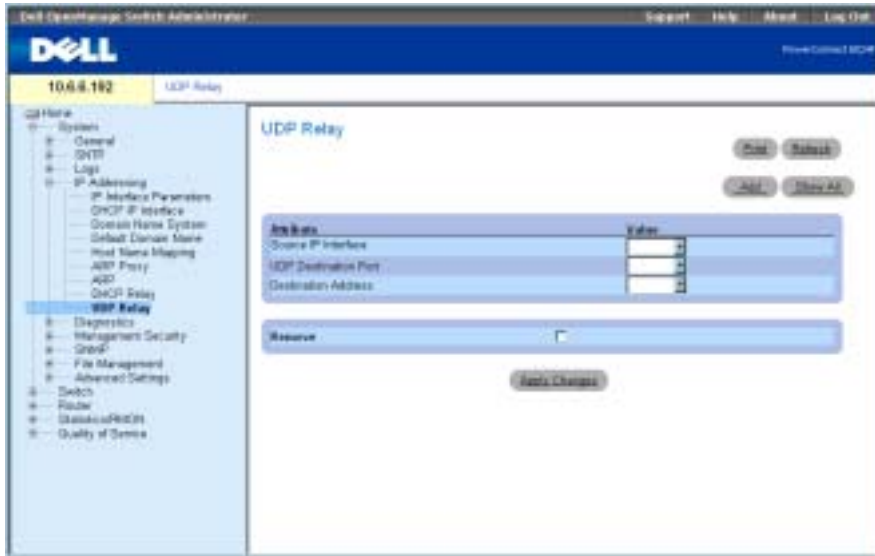 Dell OpenManage Switch Administrator
Support Help About Log Out
DELL
10.6.6.192
UDP Relay
Home
System
General
SNTP
Logs
IP Addressing
IP Interface Parameters
DHCP IP Interface
Domain Name System
Default Domain Name
Host Name Mapping
ARP Proxy
ARP
DHCP Relay
UDP Relay
Diagnostics
Management Security
SNMP
File Management
Advanced Settings
Switch
Router
Statistics/RMON
Quality of Service
UDP Relay
Print Refresh
Add Show All
Attribute Value
Source IP Interface
UDP Destination Port
Destination Address
Remove
Apply Changes